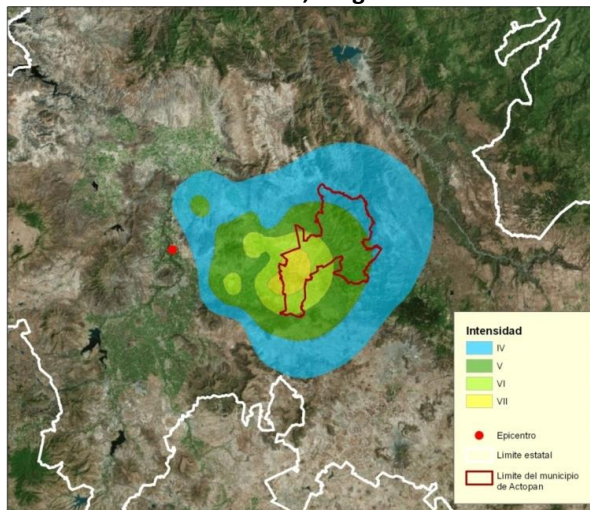 Intensidad
IV
V
VI
VII
Epicentro
Límite estatal
Límite del municipio
de Actopan